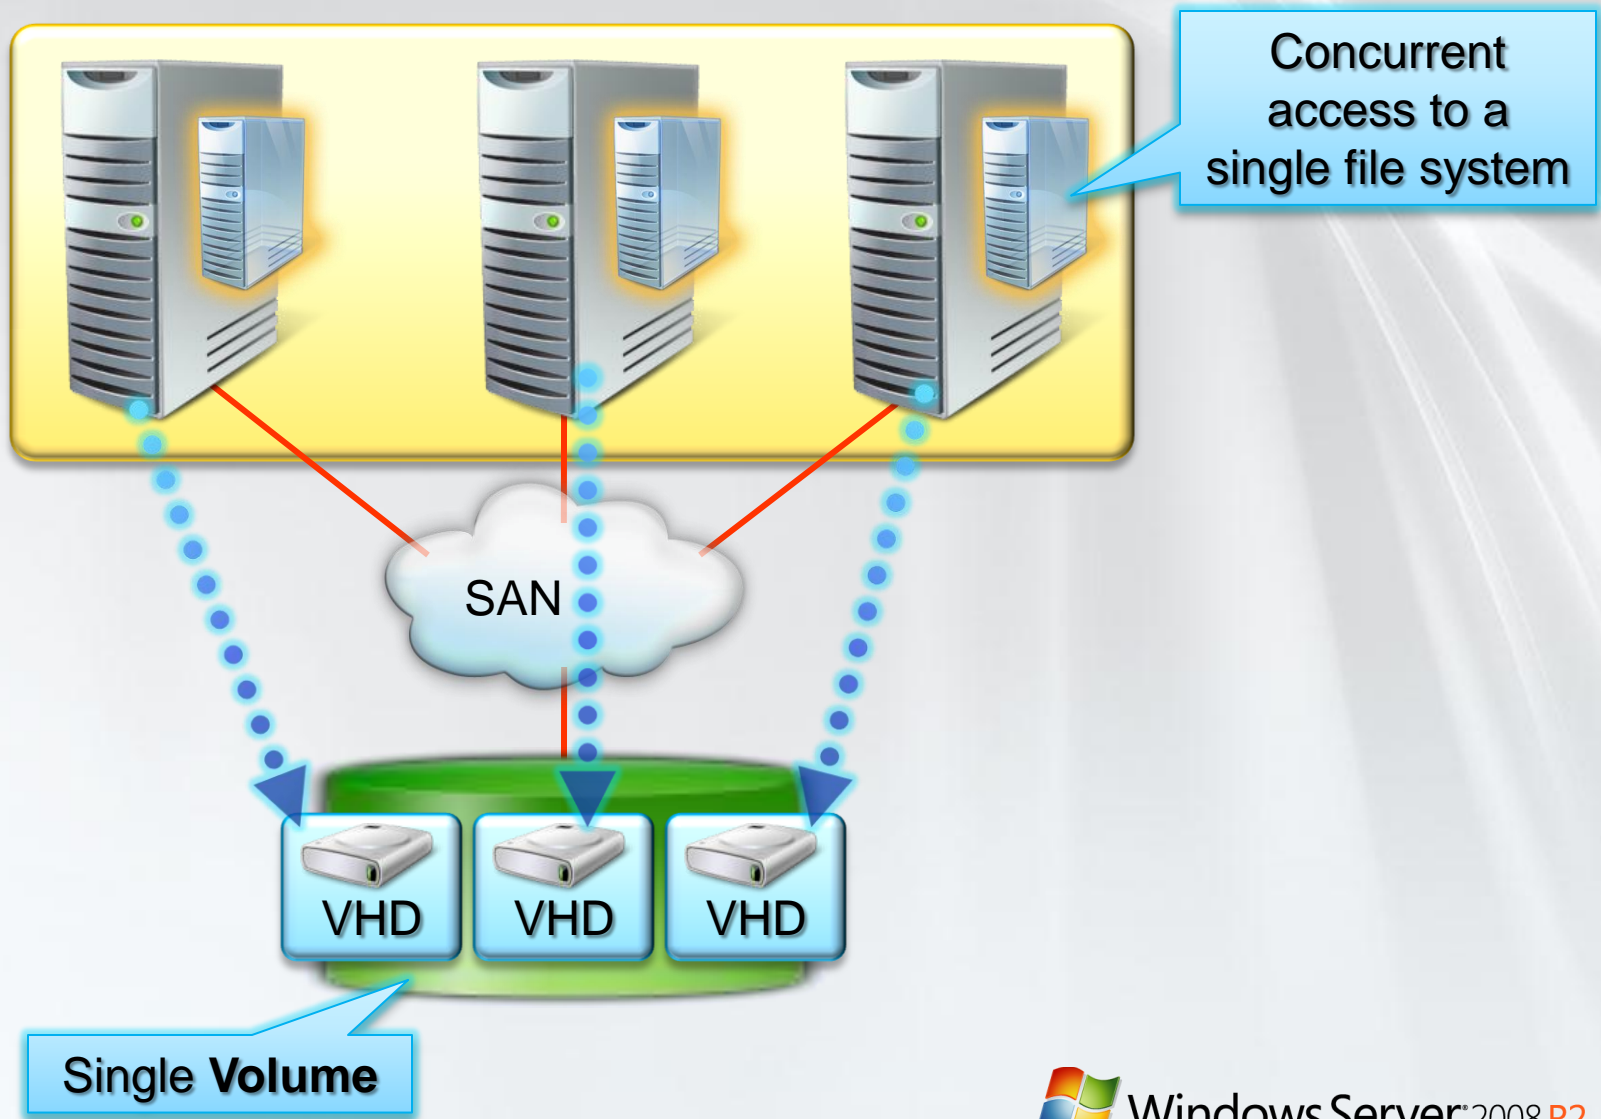 Concurrent
access to a
single file system
SAN
VHD VHD VHD
Single Volume
Windows Server® 2008 R2